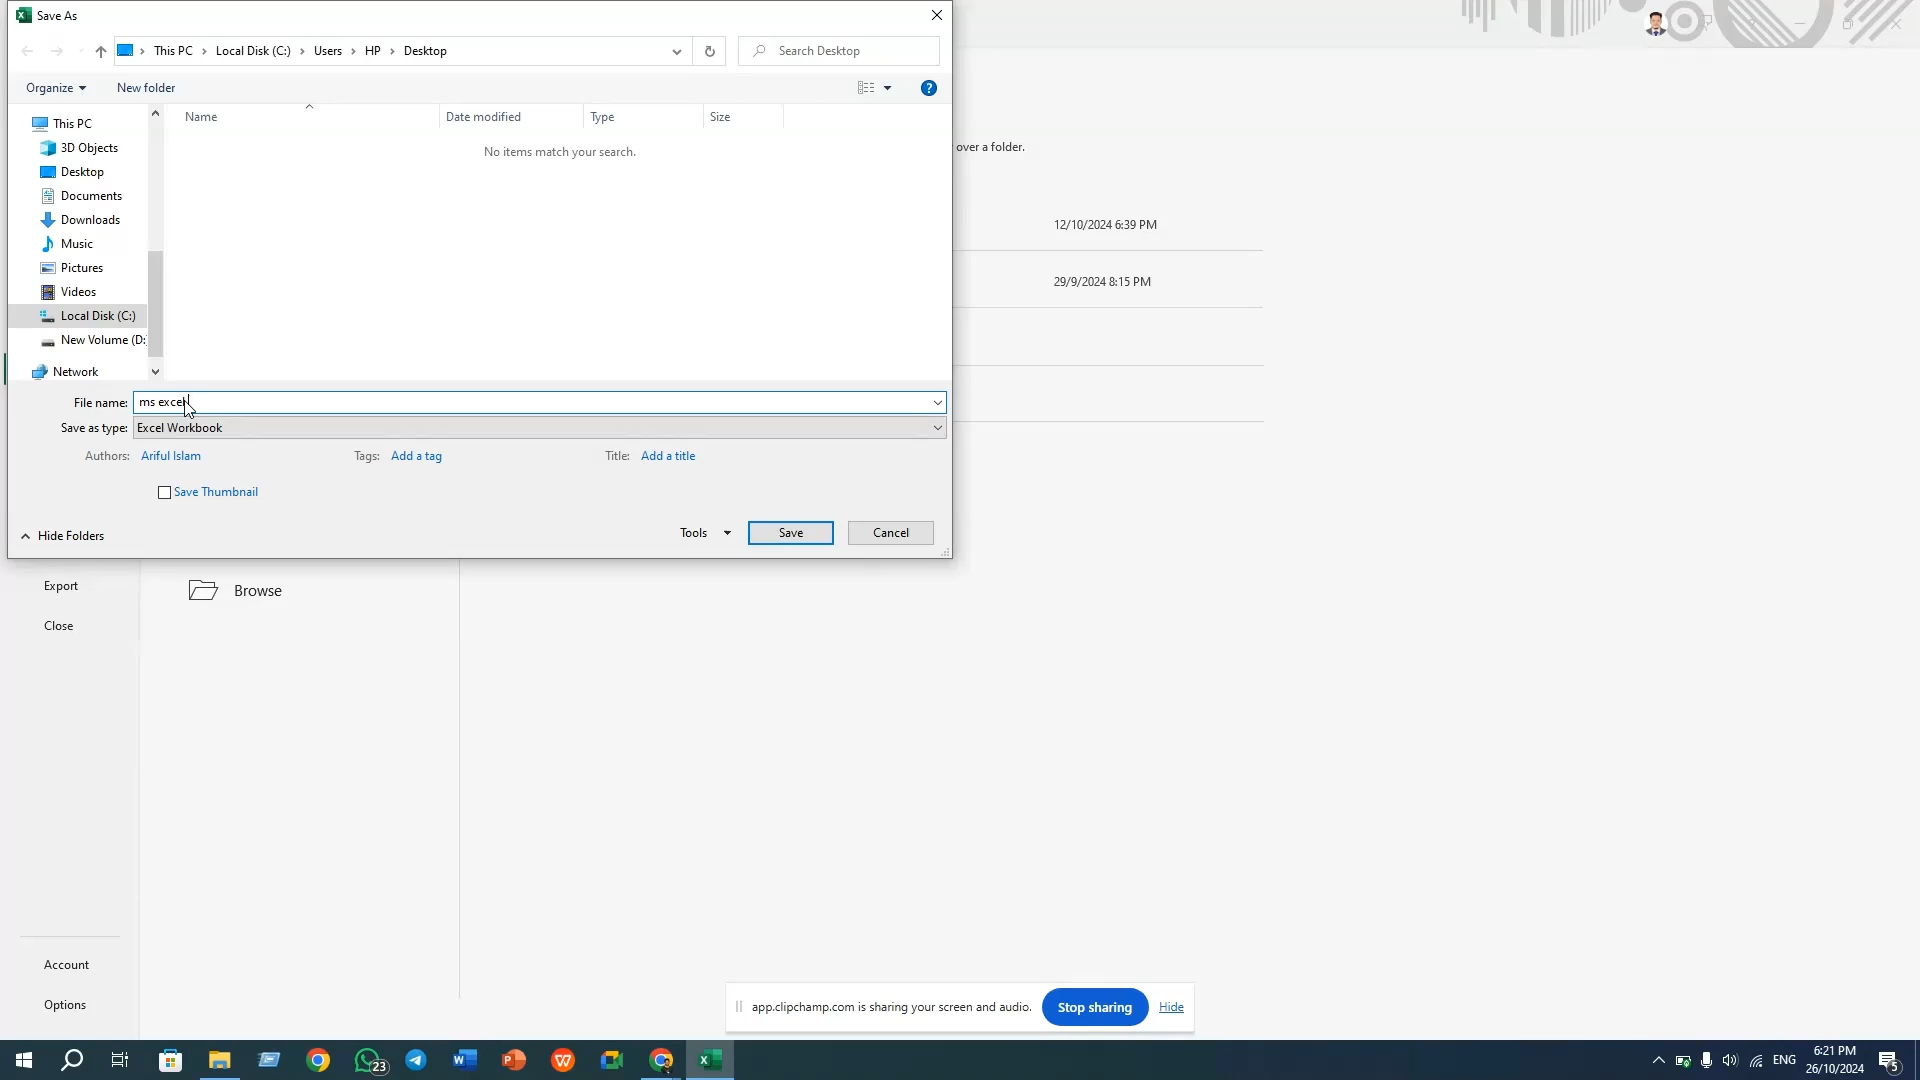 Save As
This PC > Local Disk (C:) > Users > HP > Desktop
Search Desktop
Organize
New folder
Name
Date modified
Type
Size
No items match your search.
This PC
3D Objects
Desktop
Documents
Downloads
Music
Pictures
Videos
Local Disk (C:)
New Volume (D:
Network
over a folder.
12/10/2024 6:39 PM
29/9/2024 8:15 PM
File name: ms excel
Save as type: Excel Workbook
Authors: Ariful Islam
Tags: Add a tag
Title: Add a title
Save Thumbnail
Hide Folders
Tools
Save
Cancel
Export
Browse
Close
Account
Options
app.clipchamp.com is sharing your screen and audio.
Stop sharing
Hide
23
ENG
6:21 PM
26/10/2024
5